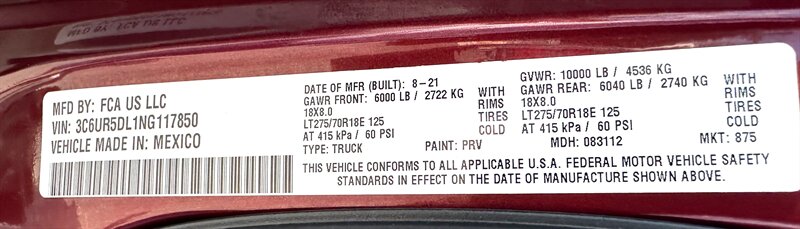 MFD BY: FCA US LLC
VIN: 3C6UR5DL1NG117850
VEHICLE MADE IN: MEXICO
DATE OF MFR (BUILT): 8-21
GAWR FRONT: 6000 LB / 2722 KG WITH
18X8.0 RIMS
LT275/70R18E 125 TIRES
AT 415 kPa / 60 PSI COLD
TYPE: TRUCK PAINT: PRV
GVWR: 10000 LB / 4536 KG
GAWR REAR: 6040 LB / 2740 KG WITH
18X8.0 RIMS
LT275/70R18E 125 TIRES
AT 415 kPa / 60 PSI COLD
MDH: 083112 MKT: 875
THIS VEHICLE CONFORMS TO ALL APPLICABLE U.S.A. FEDERAL MOTOR VEHICLE SAFETY
STANDARDS IN EFFECT ON THE DATE OF MANUFACTURE SHOWN ABOVE.